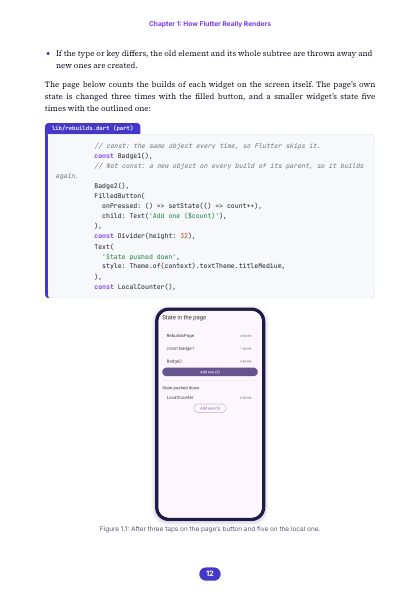 Chapter 1: How Flutter Really Renders
• If the type or key differs, the old element and its whole subtree are thrown away and
new ones are created.
The page below counts the builds of each widget on the screen itself. The page's own
state is changed three times with the filled button, and a smaller widget's state five
times with the outlined one:
lib/rebuilds.dart (part)
// const: the same object every time, so Flutter skips it.
const Badge1(),
// Not const: a new object on every build of its parent, so it builds
again.
Badge2(),
FilledButton(
onPressed: () => setState(() => count++),
child: Text('Add one ($count)'),
),
const Divider(height: 32),
Text(
'State pushed down',
style: Theme.of(context).textTheme.titleMedium,
),
const LocalCounter(),
State in the page
RebuildsPage
const Badge1
Badge2
Add one (3)
State pushed down
LocalCounter
Add one (5)
Figure 1.1: After three taps on the page's button and five on the local one.
12